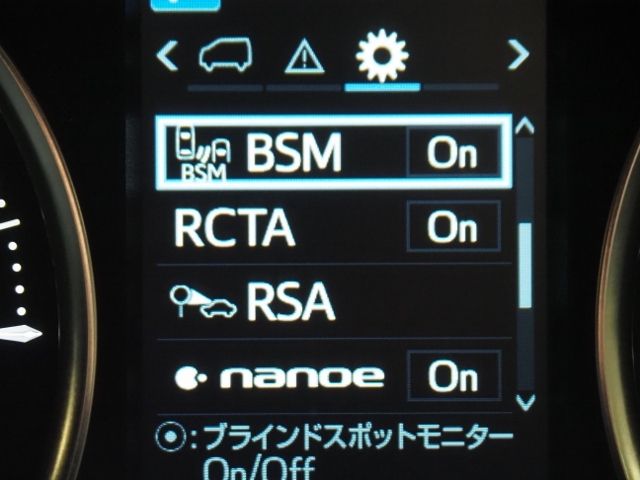 BSM BSM On
RCTA On
RSA
nanoe On
:ブラインドスポットモニター
On/Off